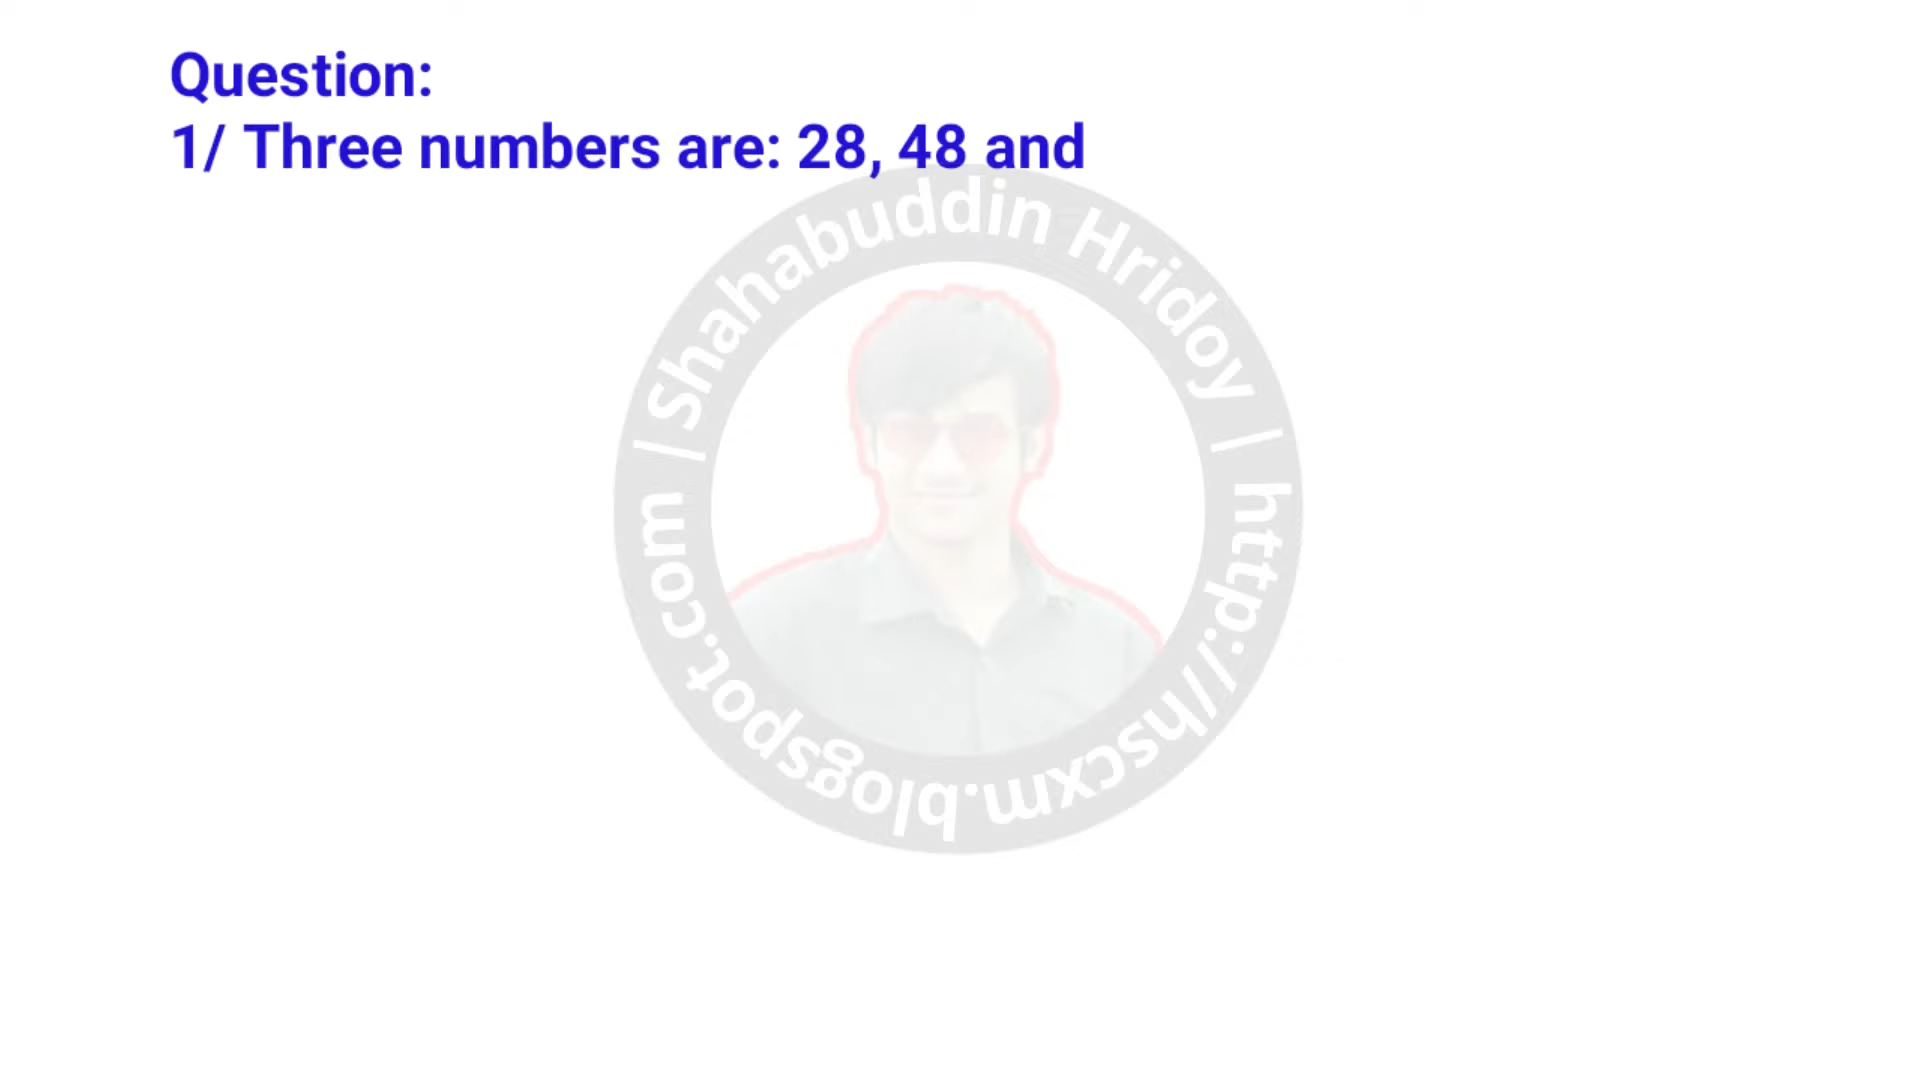 Question:
1/ Three numbers are: 28, 48 and
|Shahabuddin Hridoy | http://hscxm.blogspot.com